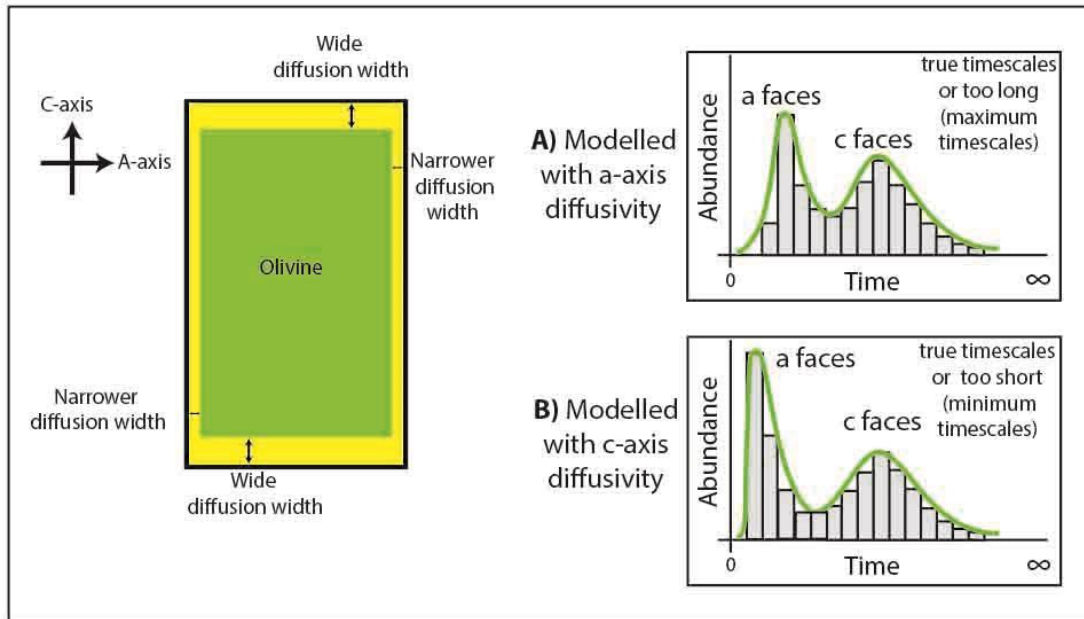 Wide
diffusion width
C-axis
A-axis
Narrower
diffusion
width
Olivine
Narrower
diffusion width
Wide
diffusion width
A) Modelled
with a-axis
diffusivity
Abundance
a faces
c faces
true timescales
or too long
(maximum
timescales)
0
Time
∞
B) Modelled
with c-axis
diffusivity
Abundance
a faces
c faces
true timescales
or too short
(minimum
timescales)
0
Time
∞